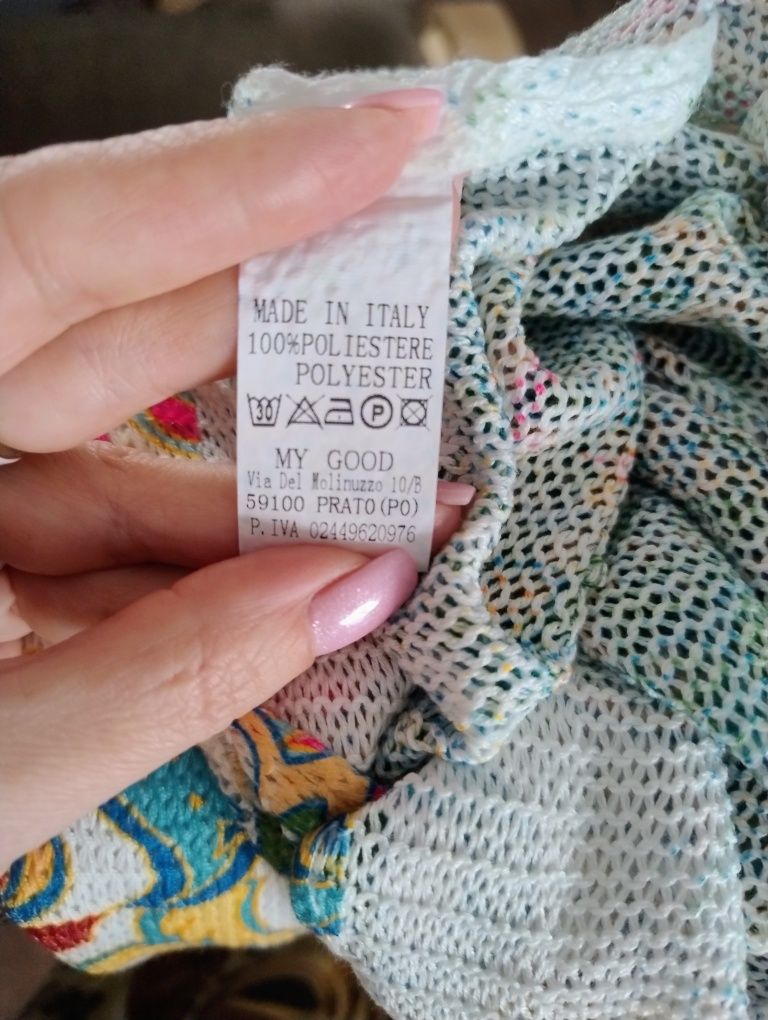 MADE IN ITALY
100%POLIESTERE
POLYESTER
30 P
MY GOOD
Via Del Molinuzzo 10/B
59100 PRATO(PO)
P.IVA 02449620976